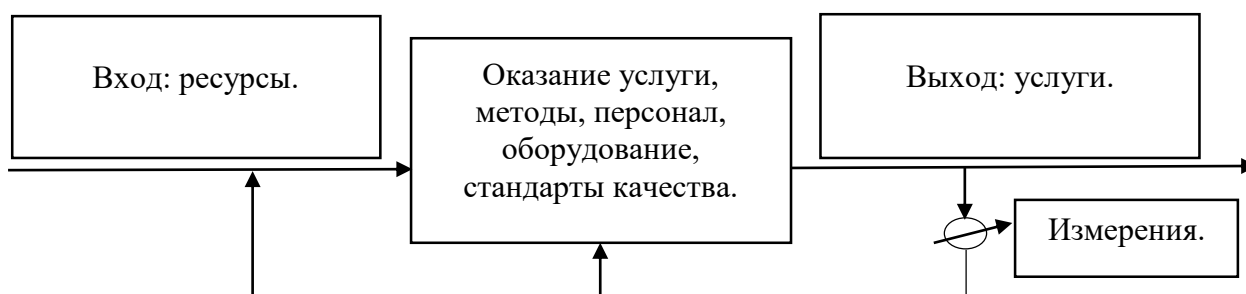 Вход: ресурсы.
Оказание услуги,
методы, персонал,
оборудование,
стандарты качества.
Выход: услуги.
Измерения.